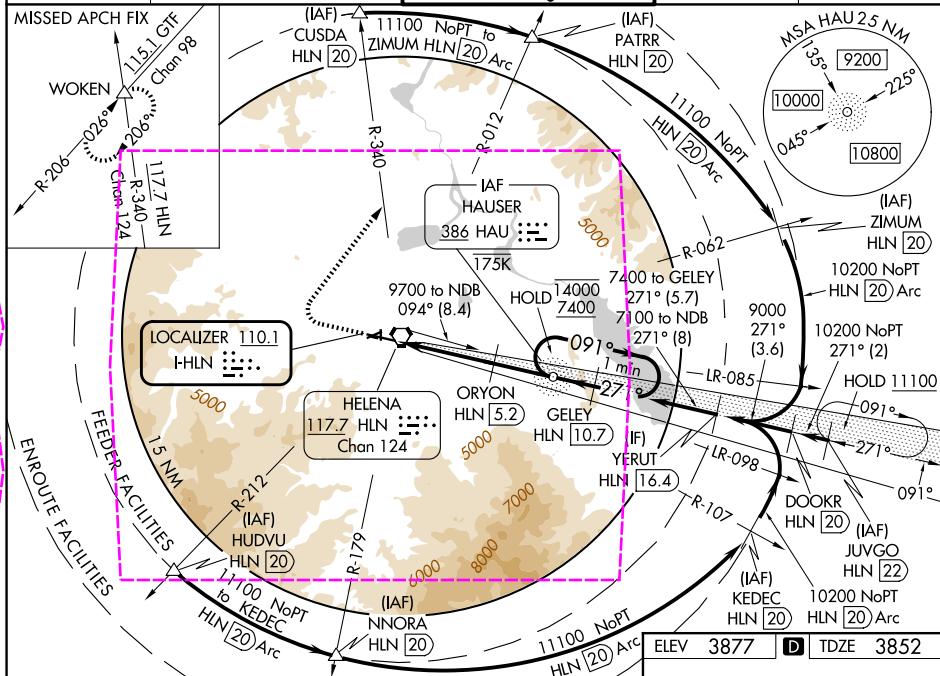 MISSED APCH FIX
115.1 GTF
Chan 98
WOKEN
026°
206°
R-206
R-340
117.7 HLN
Chan 124
(IAF)
CUSDA
HLN 20
11100 NoPT to
ZIMUM HLN 20 Arc
(IAF)
PATRR
HLN 20
R-012
R-340
11100 NoPT
HLN 20 Arc
MSA HAU 25 NM
135°
9200
225°
10000
045°
10800
(IAF)
ZIMUM
HLN 20
R-062
10200 NoPT
HLN 20 Arc
IAF
HAUSER
386 HAU
175K
5000
9700 to NDB
094° (8.4)
HOLD
14000
7400
7400 to GELEY
271° (5.7)
7100 to NDB
271° (8)
9000
271°
(3.6)
10200 NoPT
271° (2)
HOLD 11100
LOCALIZER 110.1
I-HLN
091°
1 min
271°
LR-085
091°
271°
091°
HELENA
117.7 HLN
Chan 124
ORYON
HLN 5.2
GELEY
HLN 10.7
(IF)
YERUT
HLN 16.4
LR-098
R-107
DOOKR
HLN 20
(IAF)
JUVGO
HLN 22
5000
5000
7000
8000
6000
15 NM
FEEDER FACILITIES
ENROUTE FACILITIES
R-212
(IAF)
HUDVU
HLN 20
R-179
11100 NoPT
to KEDEC
HLN 20 Arc
(IAF)
NNORA
HLN 20
11100 NoPT
HLN 20 Arc
(IAF)
KEDEC
HLN 20
10200 NoPT
HLN 20 Arc
ELEV 3877 D TDZE 3852